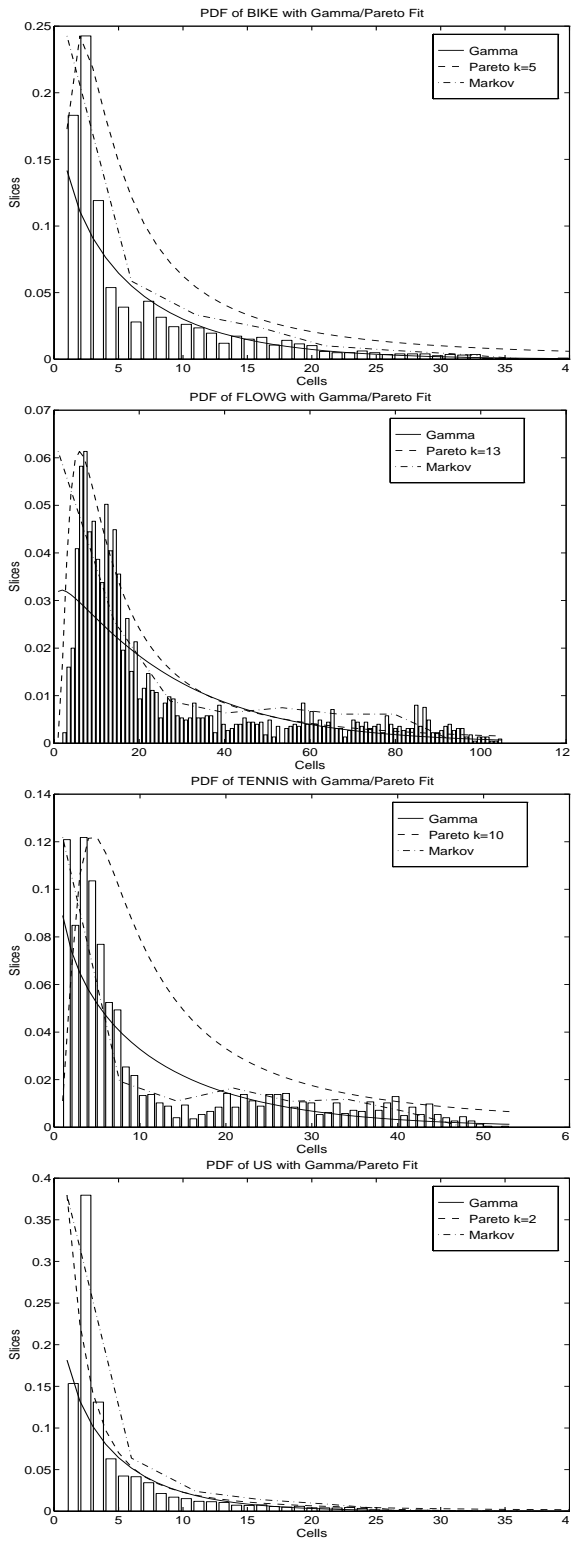 PDF of BIKE with Gamma/Pareto Fit
0.25
0.2
0.15
0.1
0.05
0
Slices
Gamma
Pareto k=5
Markov
0 5 10 15 20 25 30 35 4
Cells
PDF of FLOWG with Gamma/Pareto Fit
0.07
0.06
0.05
0.04
0.03
0.02
0.01
0
Slices
Gamma
Pareto k=13
Markov
0 20 40 60 80 100 12
Cells
PDF of TENNIS with Gamma/Pareto Fit
0.14
0.12
0.1
0.08
0.06
0.04
0.02
0
Slices
Gamma
Pareto k=10
Markov
0 10 20 30 40 50 6
Cells
PDF of US with Gamma/Pareto Fit
0.4
0.35
0.3
0.25
0.2
0.15
0.1
0.05
0
Slices
Gamma
Pareto k=2
Markov
0 5 10 15 20 25 30 35 4
Cells